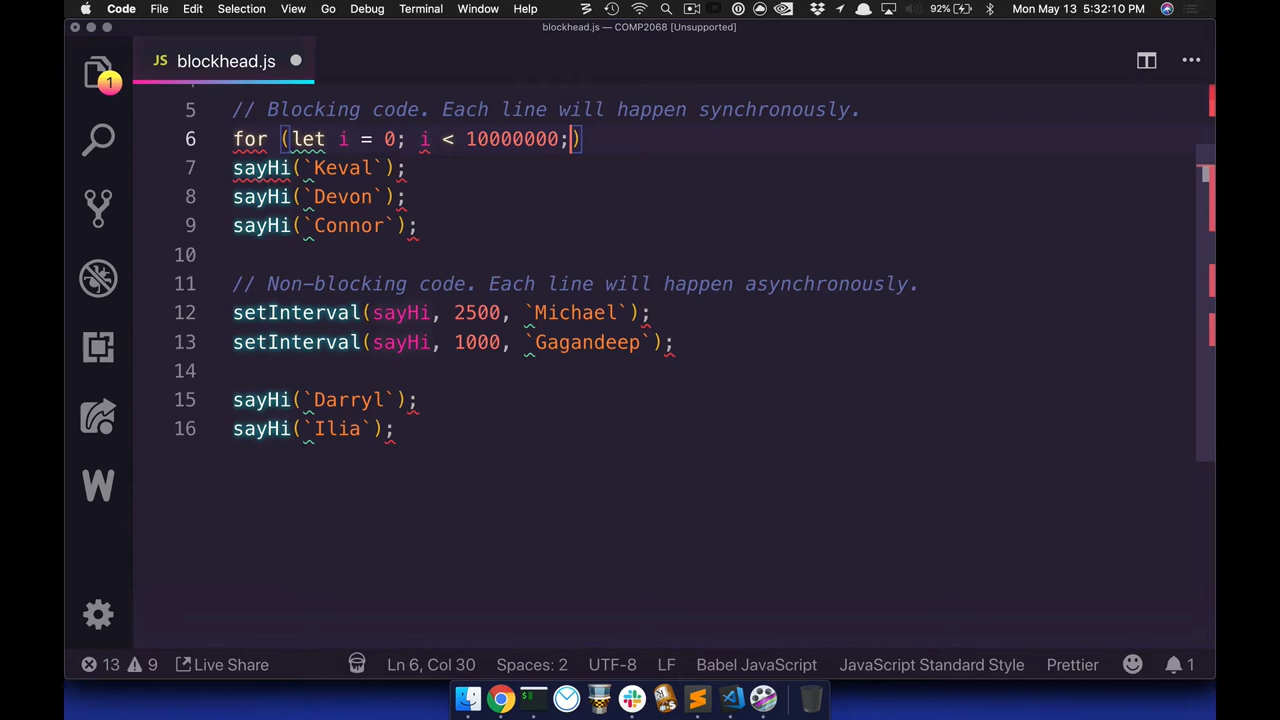 Code File Edit Selection View Go Debug Terminal Window Help 92% Mon May 13 5:32:10 PM
blockhead.js — COMP2068 [Unsupported]
JS blockhead.js
1
5 // Blocking code. Each line will happen synchronously.
6 for (let i = 0; i < 10000000;)
7 sayHi(`Keval`);
8 sayHi(`Devon`);
9 sayHi(`Connor`);
10
11 // Non-blocking code. Each line will happen asynchronously.
12 setInterval(sayHi, 2500, `Michael`);
13 setInterval(sayHi, 1000, `Gagandeep`);
14
15 sayHi(`Darryl`);
16 sayHi(`Ilia`);
W
13 9 Live Share Ln 6, Col 30 Spaces: 2 UTF-8 LF Babel JavaScript JavaScript Standard Style Prettier 1